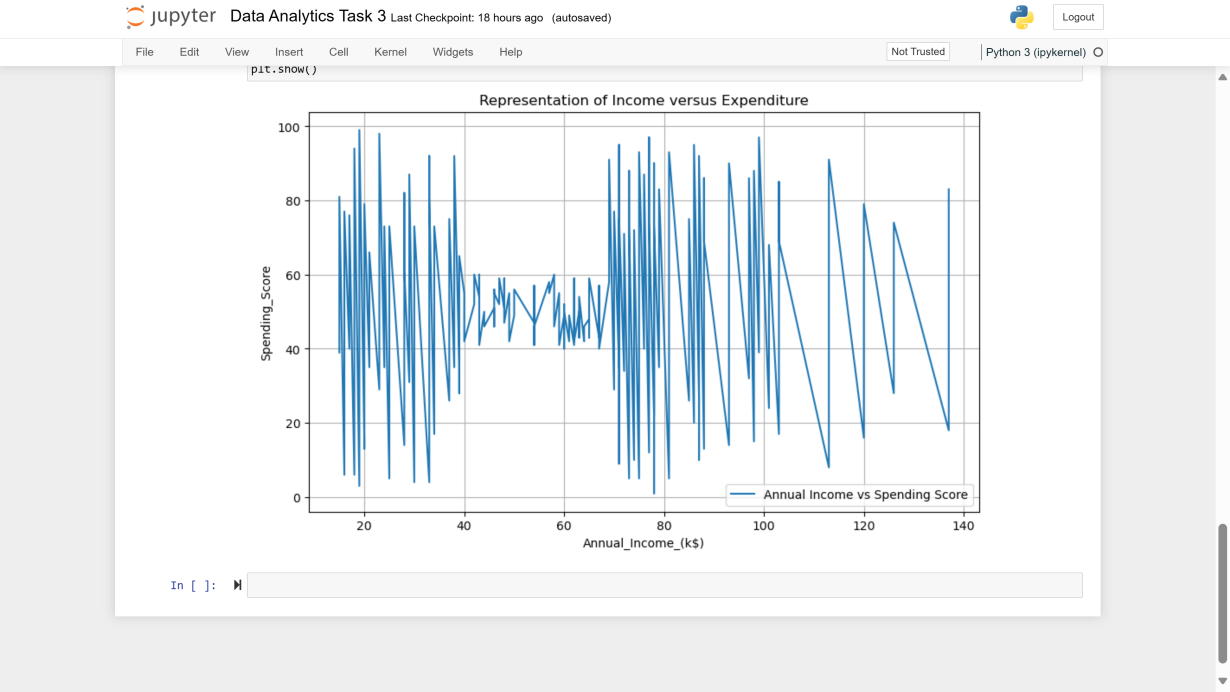 jupyter Data Analytics Task 3 Last Checkpoint: 18 hours ago (autosaved)
Logout
File Edit View Insert Cell Kernel Widgets Help
Not Trusted
Python 3 (ipykernel)
plt.show()
Representation of Income versus Expenditure
100
80
60
40
20
0
Spending_Score
Annual Income vs Spending Score
20 40 60 80 100 120 140
Annual_Income_(k$)
In [ ]: